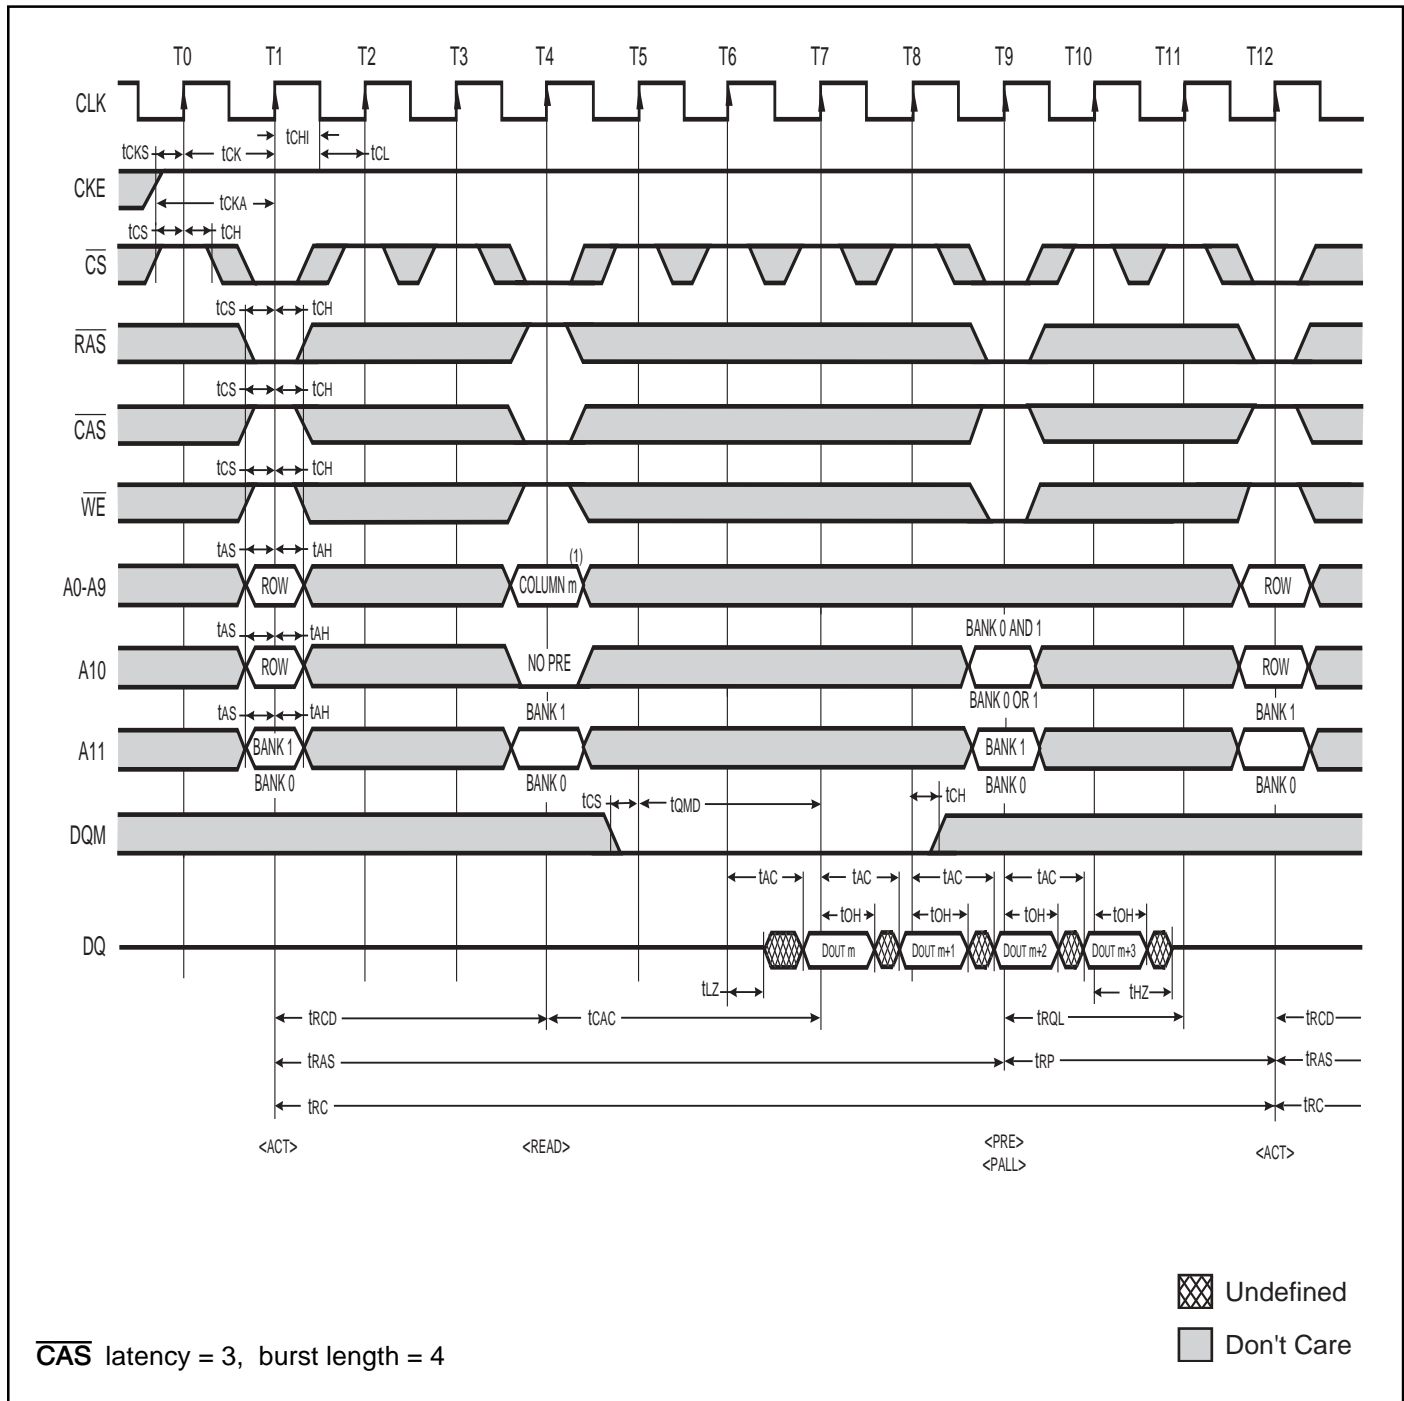 T0 T1 T2 T3 T4 T5 T6 T7 T8 T9 T10 T11 T12
CLK
tCHI
tCKS tCK tCL
CKE
tCKA
tCS tCH
CS
tCS tCH
RAS
tCS tCH
CAS
tCS tCH
WE
tAS tAH (1)
A0-A9 ROW COLUMN m ROW
tAS tAH BANK 0 AND 1
A10 ROW NO PRE ROW
BANK 0 OR 1
tAS tAH BANK 1 BANK 1
A11 BANK 1 BANK 1
BANK 0 BANK 0 BANK 0 BANK 0
tCS tQMD tCH
DQM
tAC tAC tAC tAC
tOH tOH tOH tOH
DQ DOUT m DOUT m+1 DOUT m+2 DOUT m+3
tLZ tHZ
tRCD tCAC tRQL tRCD
tRAS tRP tRAS
tRC tRC
<ACT> <READ> <PRE> <ACT>
<PALL>
Undefined
Don't Care
CAS latency = 3, burst length = 4